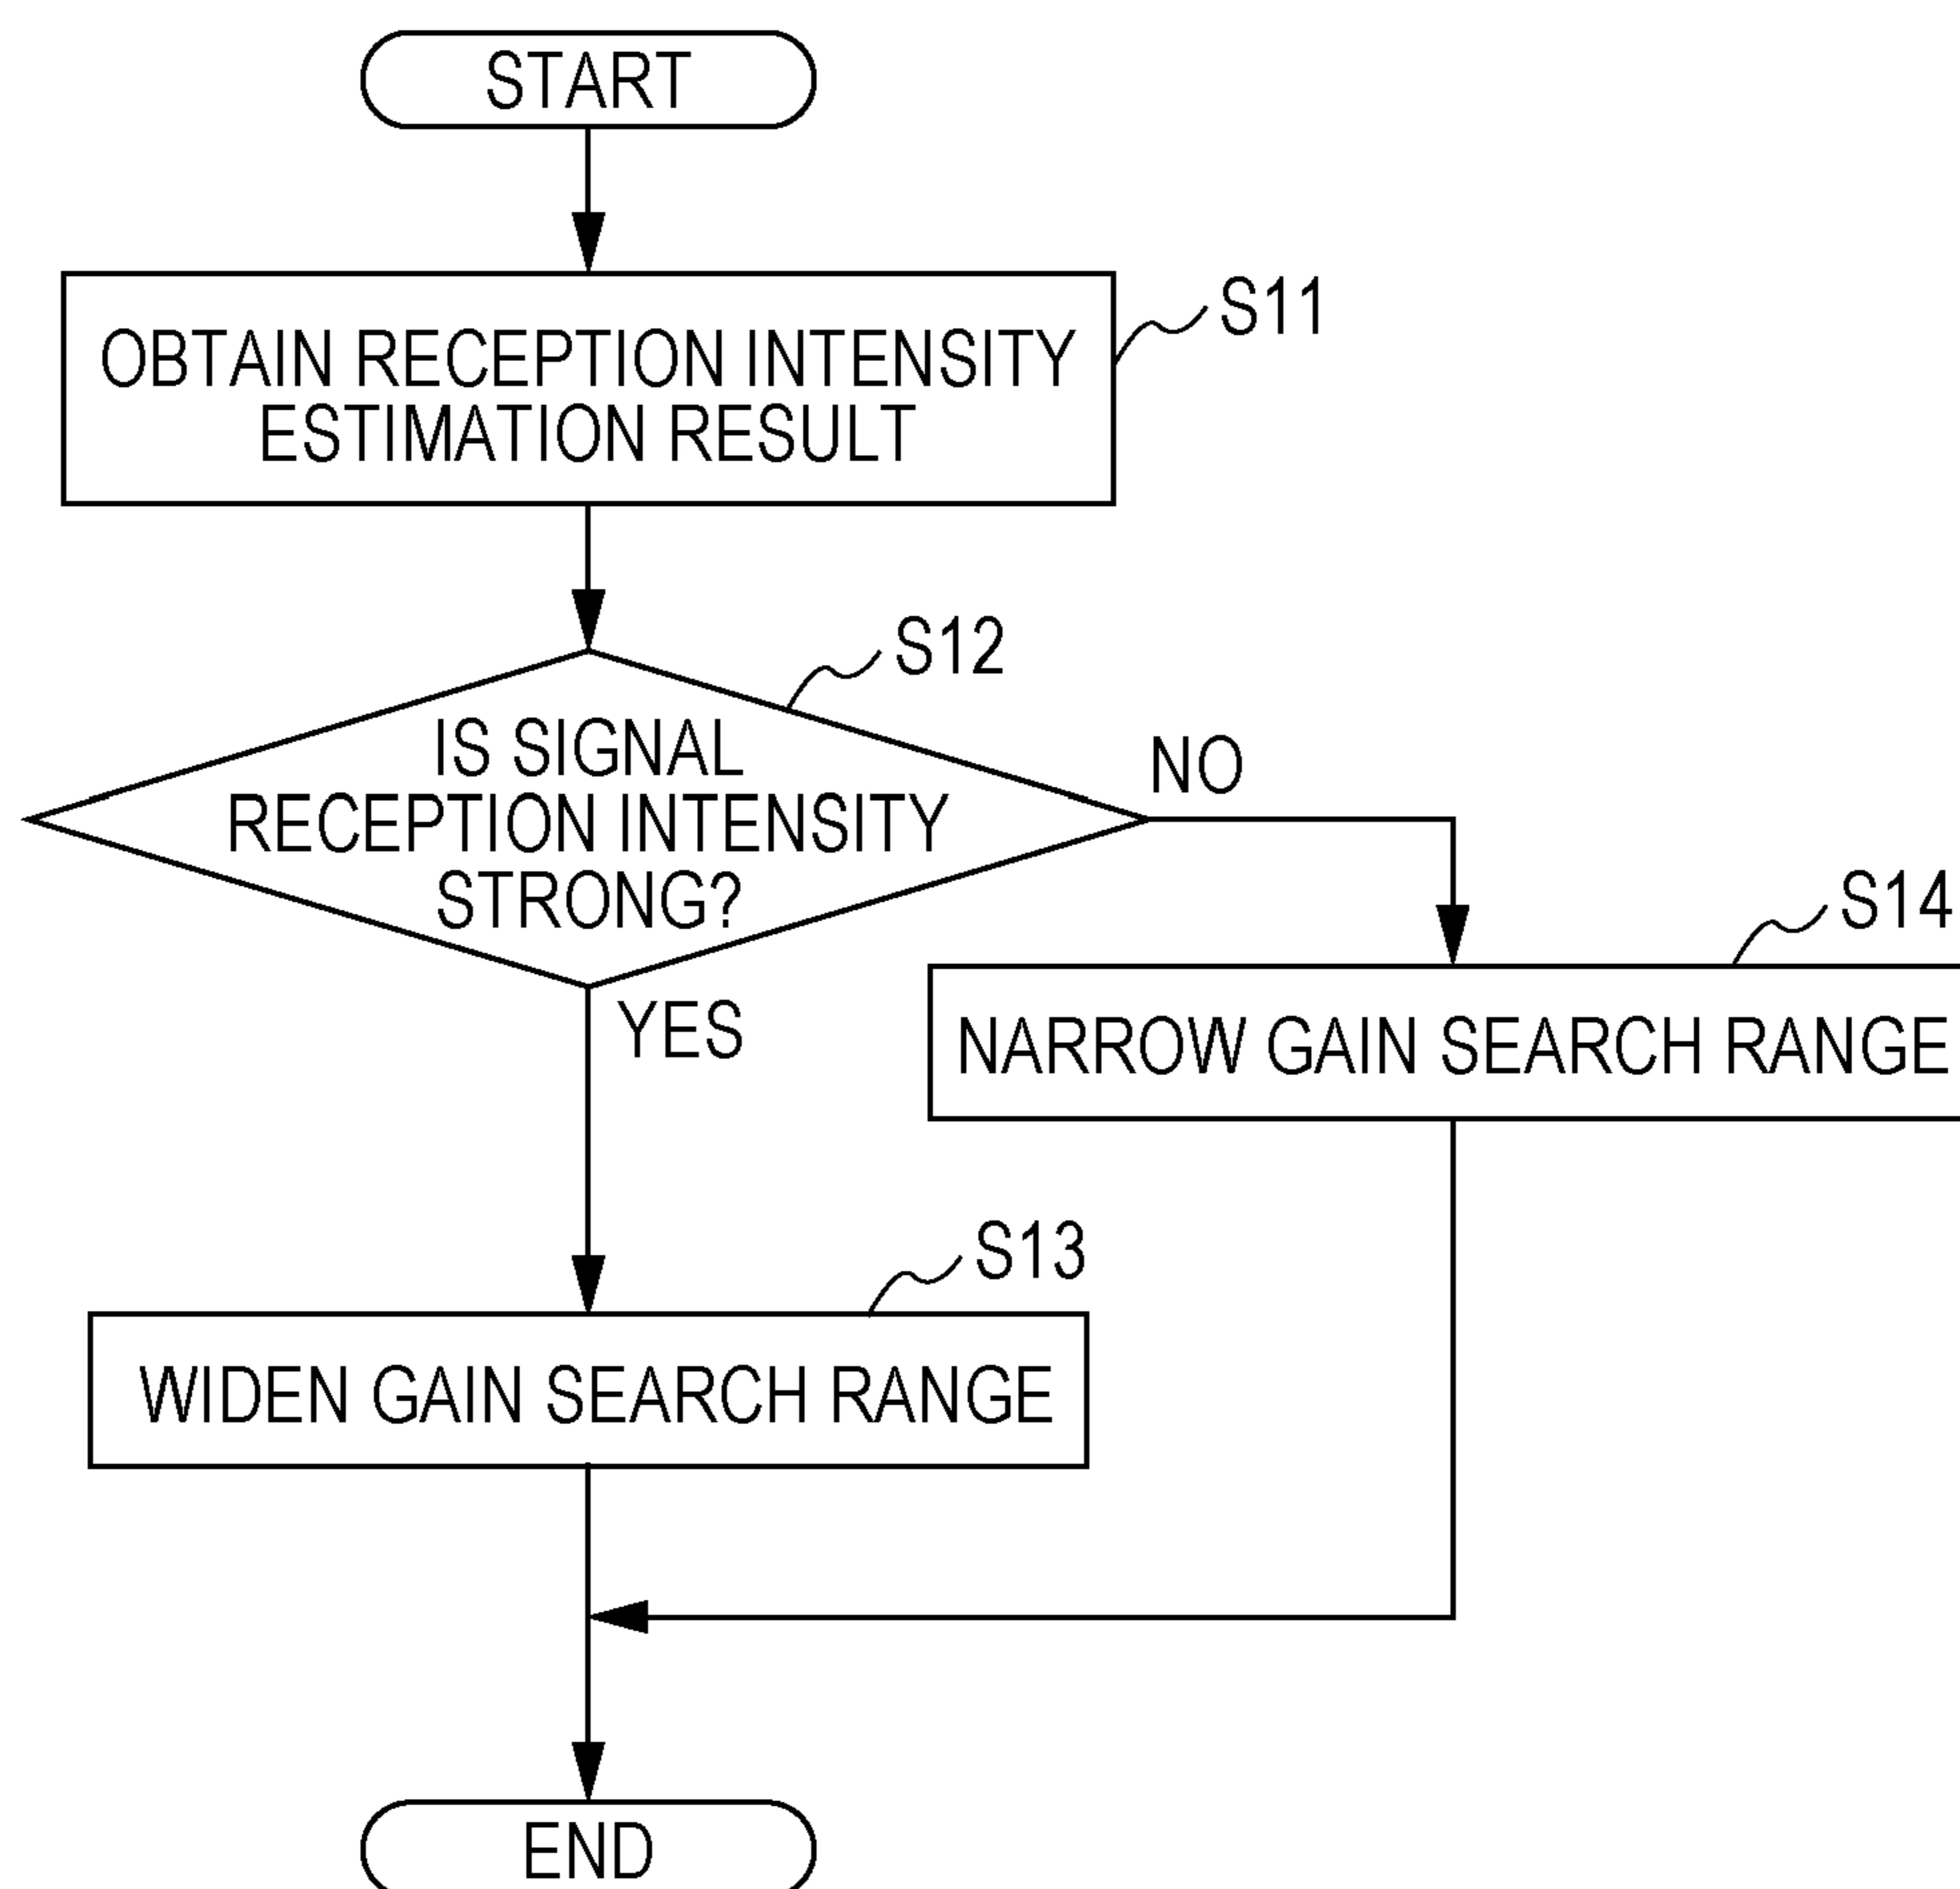 START
S11
OBTAIN RECEPTION INTENSITY
ESTIMATION RESULT
S12
IS SIGNAL
RECEPTION INTENSITY
STRONG?
NO
YES
S14
NARROW GAIN SEARCH RANGE
S13
WIDEN GAIN SEARCH RANGE
END